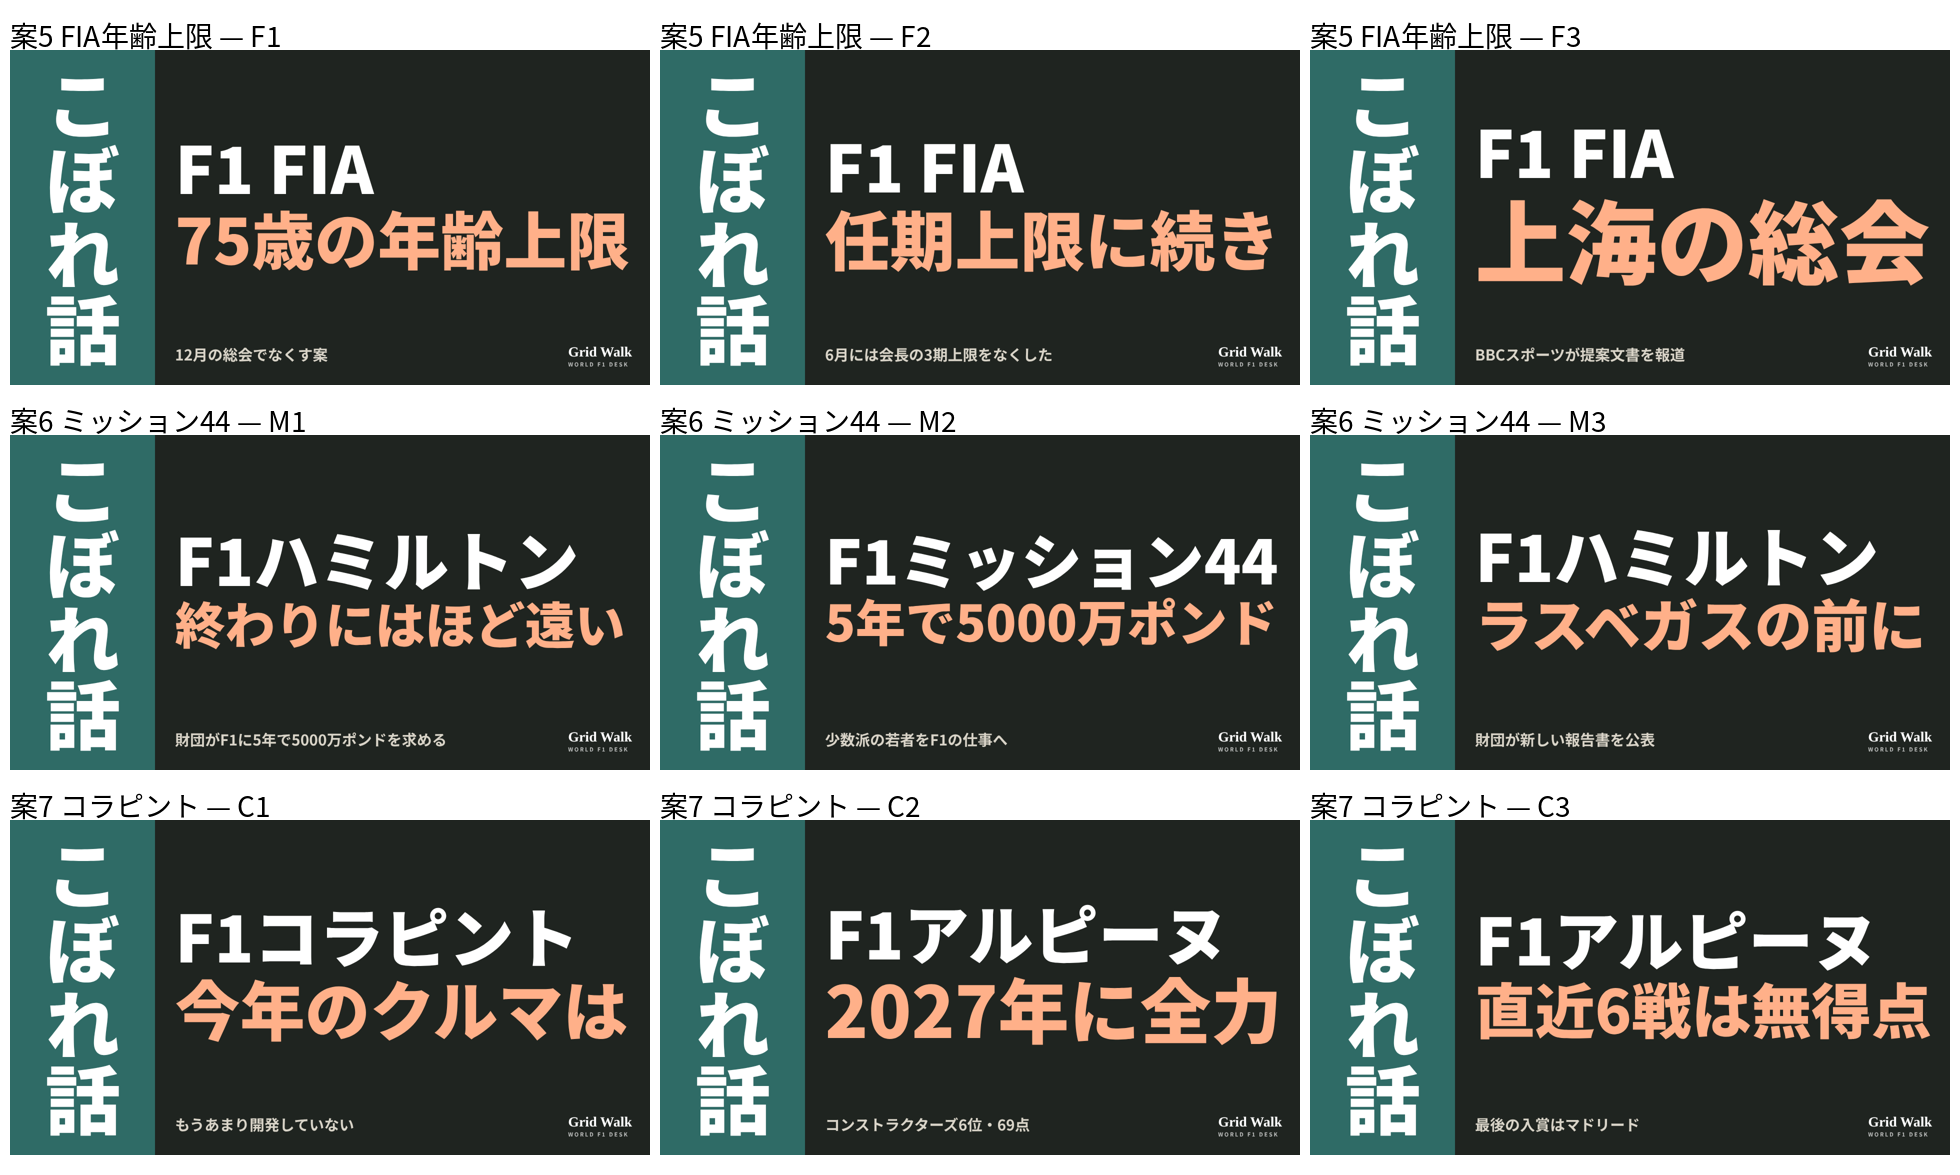 案5 FIA年齢上限 — F1
こぼれ話
F1 FIA
75歳の年齢上限
12月の総会でなくす案
Grid Walk
WORLD F1 DESK
案5 FIA年齢上限 — F2
こぼれ話
F1 FIA
任期上限に続き
6月には会長の3期上限をなくした
Grid Walk
WORLD F1 DESK
案5 FIA年齢上限 — F3
こぼれ話
F1 FIA
上海の総会
BBCスポーツが提案文書を報道
Grid Walk
WORLD F1 DESK
案6 ミッション44 — M1
こぼれ話
F1ハミルトン
終わりにはほど遠い
財団がF1に5年で5000万ポンドを求める
Grid Walk
WORLD F1 DESK
案6 ミッション44 — M2
こぼれ話
F1ミッション44
5年で5000万ポンド
少数派の若者をF1の仕事へ
Grid Walk
WORLD F1 DESK
案6 ミッション44 — M3
こぼれ話
F1ハミルトン
ラスベガスの前に
財団が新しい報告書を公表
Grid Walk
WORLD F1 DESK
案7 コラピント — C1
こぼれ話
F1コラピント
今年のクルマは
もうあまり開発していない
Grid Walk
WORLD F1 DESK
案7 コラピント — C2
こぼれ話
F1アルピーヌ
2027年に全力
コンストラクターズ6位・69点
Grid Walk
WORLD F1 DESK
案7 コラピント — C3
こぼれ話
F1アルピーヌ
直近6戦は無得点
最後の入賞はマドリード
Grid Walk
WORLD F1 DESK